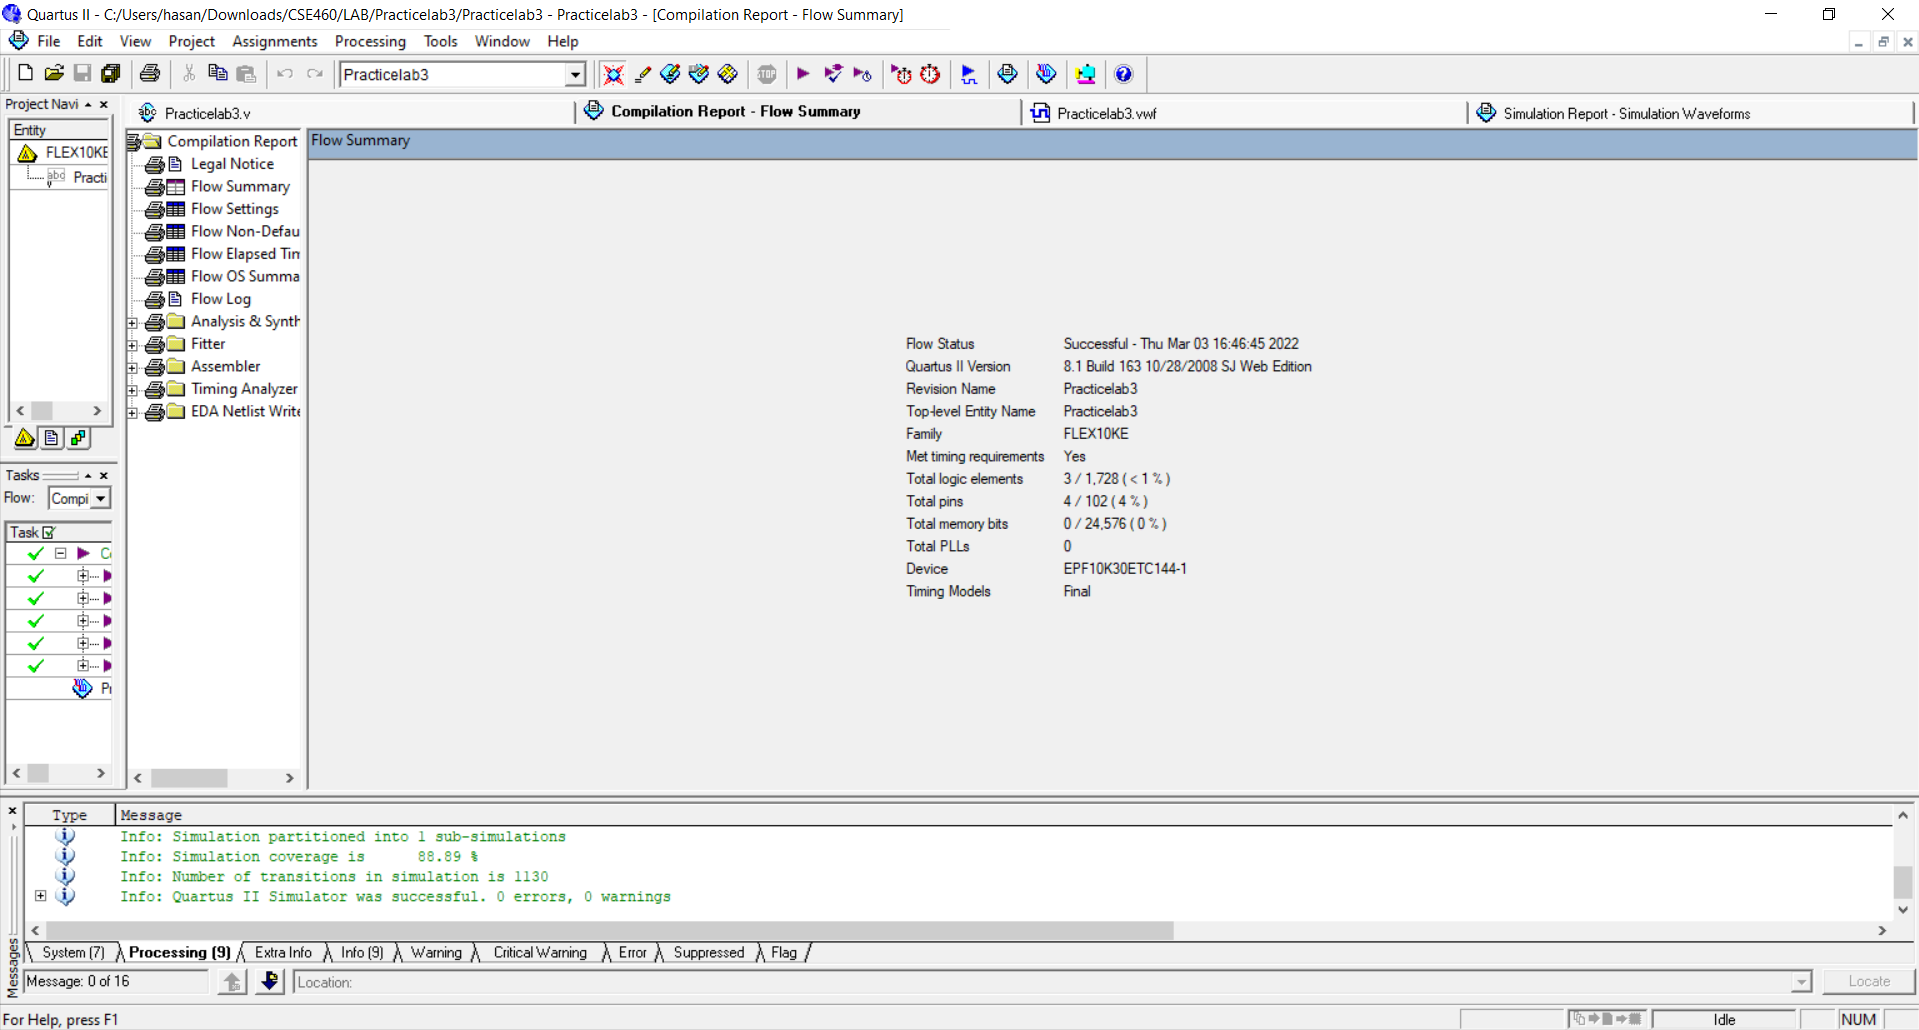 Quartus II - C:/Users/hasan/Downloads/CSE460/LAB/Practicelab3/Practicelab3 - Practicelab3 - [Compilation Report - Flow Summary]
File Edit View Project Assignments Processing Tools Window Help
Practicelab3
STOP
Project Navi
Entity
FLEX10KE
abd Practi
Tasks
Flow: Compi
Task
Co
Pr
abc Practicelab3.v
Compilation Report - Flow Summary
Practicelab3.vwf
Simulation Report - Simulation Waveforms
Compilation Report
Legal Notice
Flow Summary
Flow Settings
Flow Non-Defau
Flow Elapsed Tim
Flow OS Summa
Flow Log
Analysis & Synth
Fitter
Assembler
Timing Analyzer
EDA Netlist Write
Flow Summary
Flow Status Successful - Thu Mar 03 16:46:45 2022
Quartus II Version 8.1 Build 163 10/28/2008 SJ Web Edition
Revision Name Practicelab3
Top-level Entity Name Practicelab3
Family FLEX10KE
Met timing requirements Yes
Total logic elements 3 / 1,728 ( < 1 % )
Total pins 4 / 102 ( 4 % )
Total memory bits 0 / 24,576 ( 0 % )
Total PLLs 0
Device EPF10K30ETC144-1
Timing Models Final
Type Message
Info: Simulation partitioned into 1 sub-simulations
Info: Simulation coverage is 88.89 %
Info: Number of transitions in simulation is 1130
Info: Quartus II Simulator was successful. 0 errors, 0 warnings
System (7) Processing (9) Extra Info Info (9) Warning Critical Warning Error Suppressed Flag
Messages
Message: 0 of 16 Location: Locate
For Help, press F1 Idle NUM